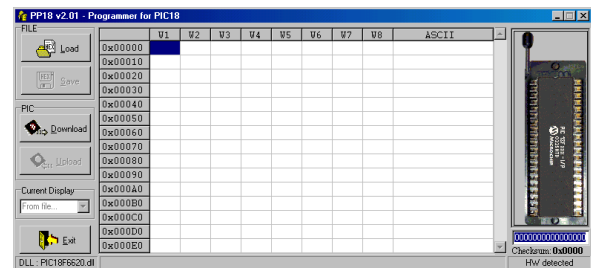 PP18 v2.01 - Programmer for PIC18
FILE
Load
Save
PIC
Download
Upload
Current Display
From file...
Exit
W1 W2 W3 W4 W5 W6 W7 W8 ASCII
0x00000
0x00010
0x00020
0x00030
0x00040
0x00050
0x00060
0x00070
0x00080
0x00090
0x000A0
0x000B0
0x000C0
0x000D0
0x000E0
MICROCHIP
0000000000000000
Checksum: 0x0000
DLL : PIC18F6620.dll
HW detected